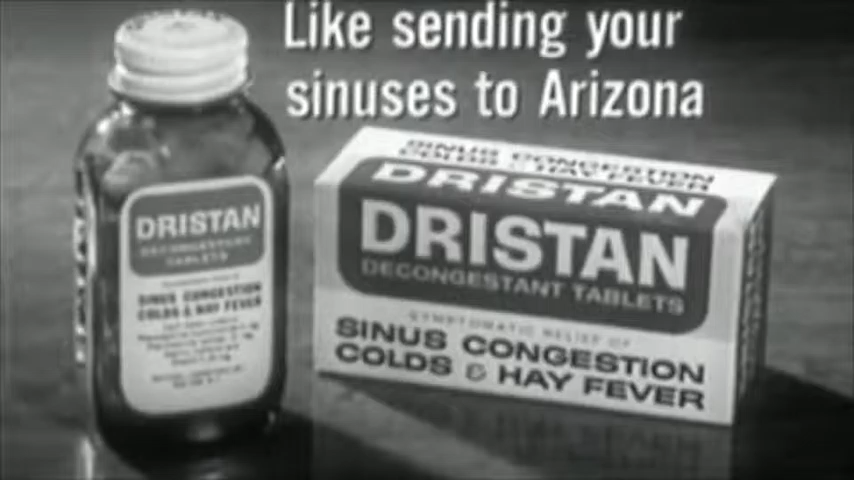 Like sending your
sinuses to Arizona
SINUS CONGESTION
COLDS & HAY FEVER
DRISTAN
DRISTAN
DECONGESTANT TABLETS
SYMPTOMATIC RELIEF OF
SINUS CONGESTION
COLDS & HAY FEVER
DRISTAN
DECONGESTANT
TABLETS
SINUS CONGESTION
COLDS & HAY FEVER